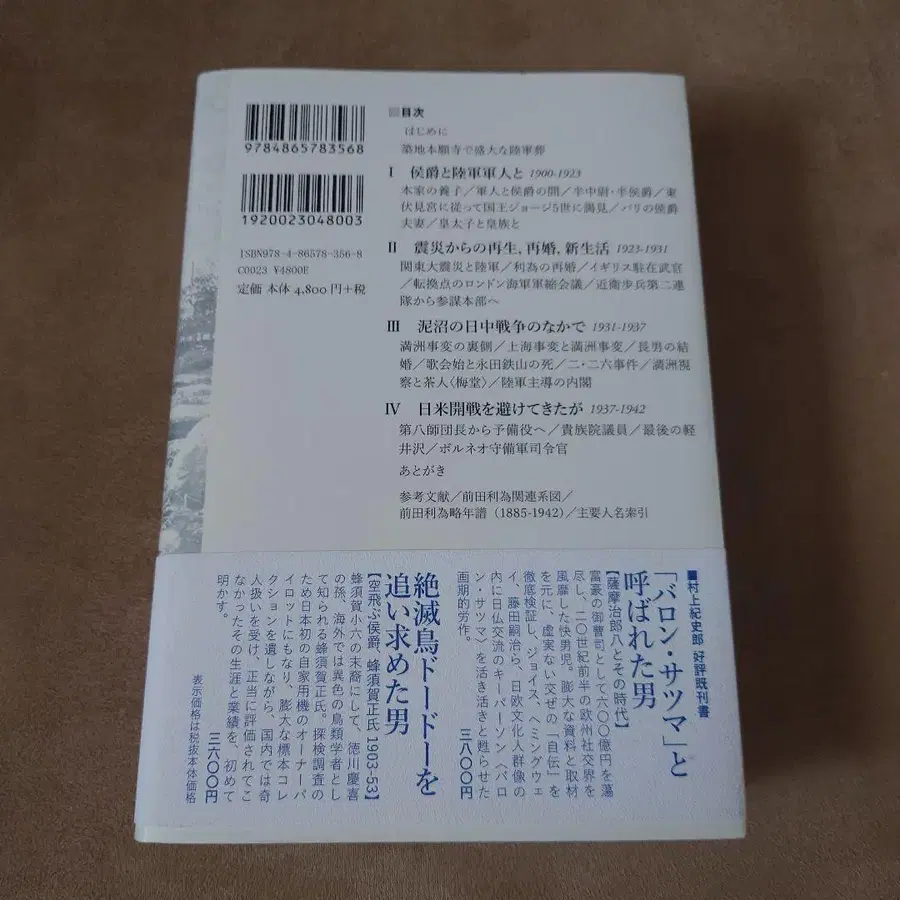 9784865783568
1920023048003
ISBN978-4-86578-356-8
C0023 ¥4800E
定価 本体 4,800円+税
■目次
はじめに
築地本願寺で盛大な陸軍葬
I 侯爵と陸軍軍人と 1900-1923
本家の養子／軍人と侯爵の間／半中尉・半侯爵／東
伏見宮に従って国王ジョージ5世に謁見／パリの侯爵
夫妻／皇太子と皇族と
II 震災からの再生、再婚、新生活 1923-1931
関東大震災と陸軍／利為の再婚／イギリス駐在武官
／転換点のロンドン海軍軍縮会議／近衛歩兵第二連
隊から参謀本部へ
III 泥沼の日中戦争のなかで 1931-1937
満洲事変の裏側／上海事変と満洲事変／長男の結
婚／歌会始と永田鉄山の死／二・二六事件／満洲視
察と茶人〈梅堂〉／陸軍主導の内閣
IV 日米開戦を避けてきたが 1937-1942
第八師団長から予備役へ／貴族院議員／最後の軽
井沢／ボルネオ守備軍司令官
あとがき
参考文献／前田利為関連系図／
前田利為略年譜（1885-1942）／主要人名索引
■村上紀史郎 好評既刊書
「バロン・サツマ」と
呼ばれた男
【薩摩治郎八とその時代】
富豪の御曹司として六〇〇億円を蕩
尽し、二〇世紀前半の欧州社交界を
風靡した快男児。膨大な資料と取材
を元に、虚実ない交ぜの「自伝」を
徹底検証し、ジョイス、ヘミングウェ
イ、藤田嗣治ら、日欧文化人群像の
内に日仏交流のキーパーソン〈バロ
ン・サツマ〉を活き活きと甦らせた
画期的労作。 三八〇〇円
絶滅鳥ドードーを
追い求めた男
【空飛ぶ侯爵、蜂須賀正氏 1903-53】
蜂須賀小六の末裔にして、徳川慶喜
の孫、海外では異色の鳥類学者とし
て知られる蜂須賀正氏。探検調査の
ため日本初の自家用機のオーナーパ
イロットにもなり、膨大な標本コレ
クションを遺しながら、国内では奇
人扱いを受け、正当に評価されてこ
なかったその生涯と業績を、初めて
明かす。 三六〇〇円
表示価格は税抜本体価格